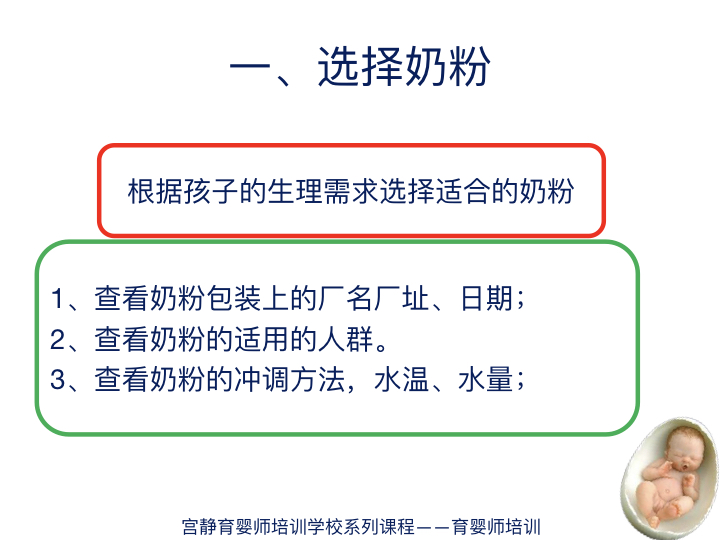 一、选择奶粉
根据孩子的生理需求选择适合的奶粉
1、查看奶粉包装上的厂名厂址、日期；
2、查看奶粉的适用的人群。
3、查看奶粉的冲调方法，水温、水量；
宫静育婴师培训学校系列课程——育婴师培训